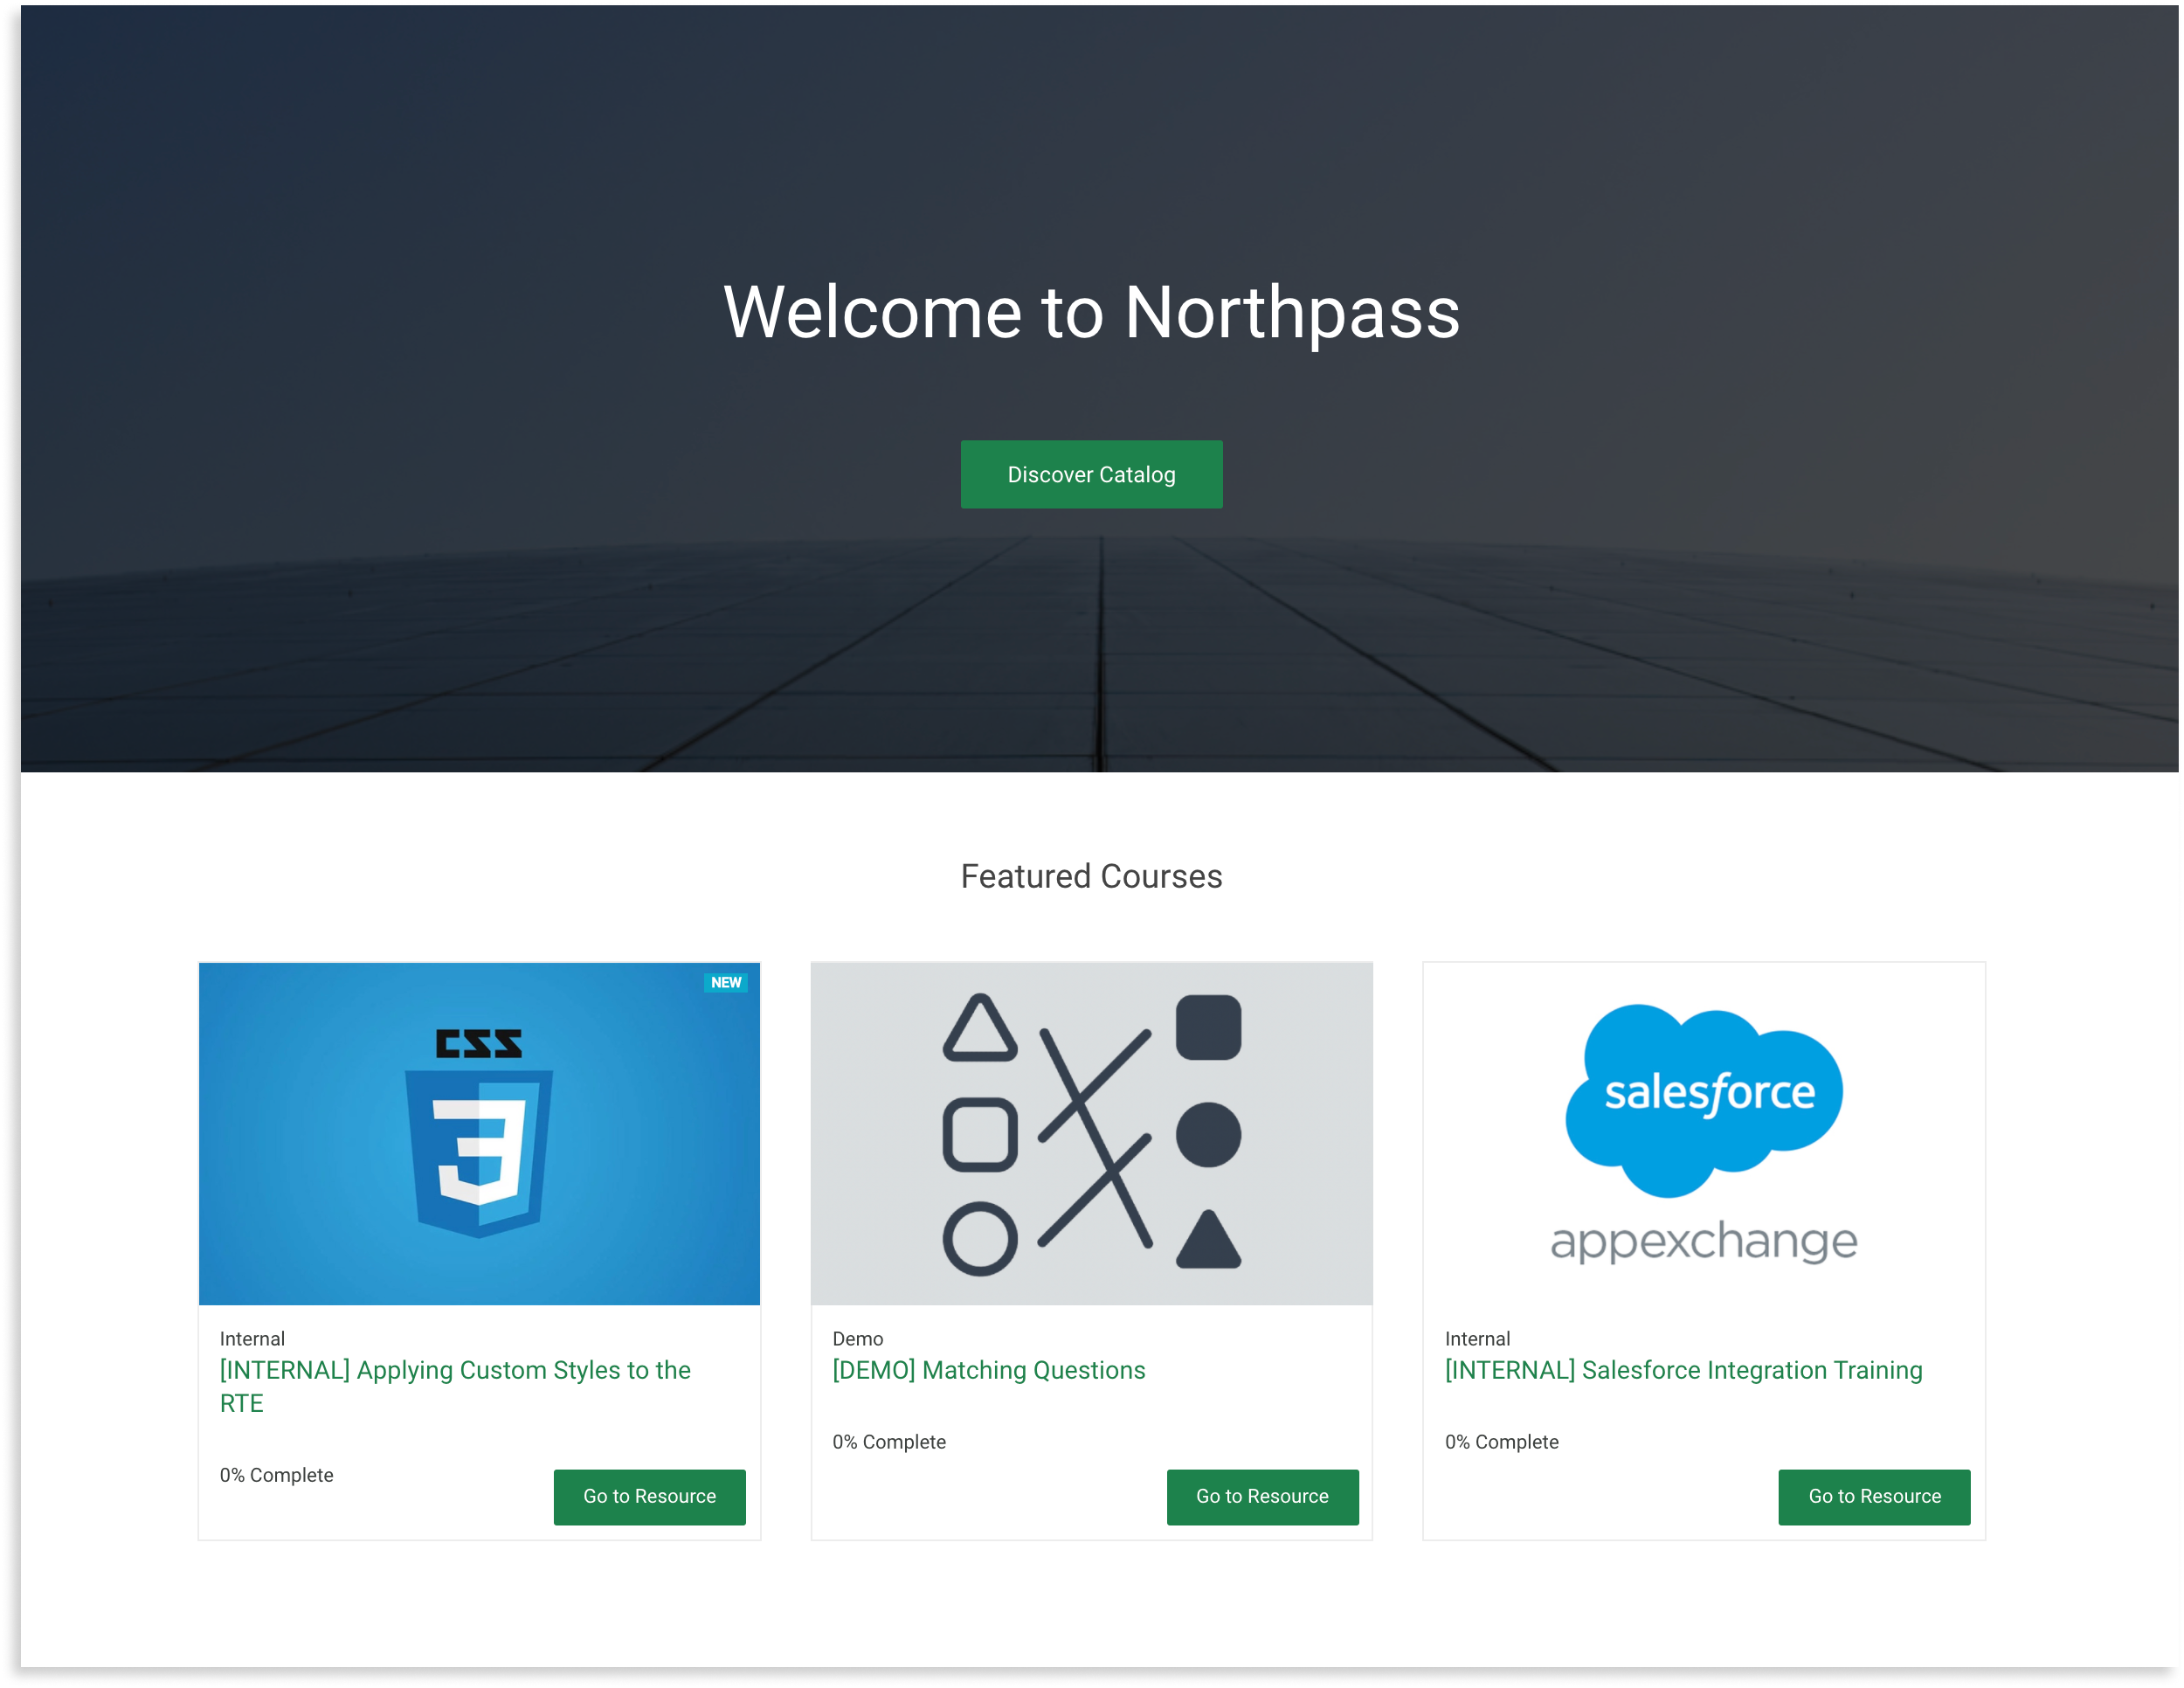 Welcome to Northpass
Discover Catalog
Featured Courses
NEW
CSS
3
Internal
[INTERNAL] Applying Custom Styles to the
RTE
0% Complete
Go to Resource
Demo
[DEMO] Matching Questions
0% Complete
Go to Resource
salesforce
appexchange
Internal
[INTERNAL] Salesforce Integration Training
0% Complete
Go to Resource